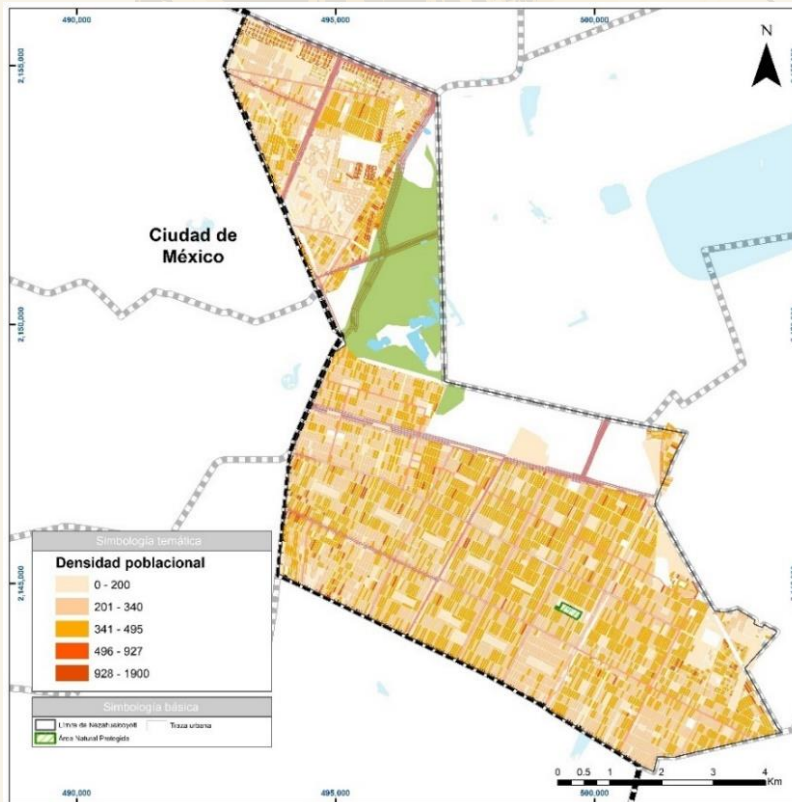 490,000 495,000 500,000
2,155,000
N
Ciudad de
México
2,150,000
2,145,000
Simbología temática
Densidad poblacional
0 - 200
201 - 340
341 - 495
496 - 927
928 - 1900
Simbología básica
Límite de Nezahualcóyotl Traza urbana
Área Natural Protegida
0 0.5 1 2 3 4
Km
490,000 495,000 500,000